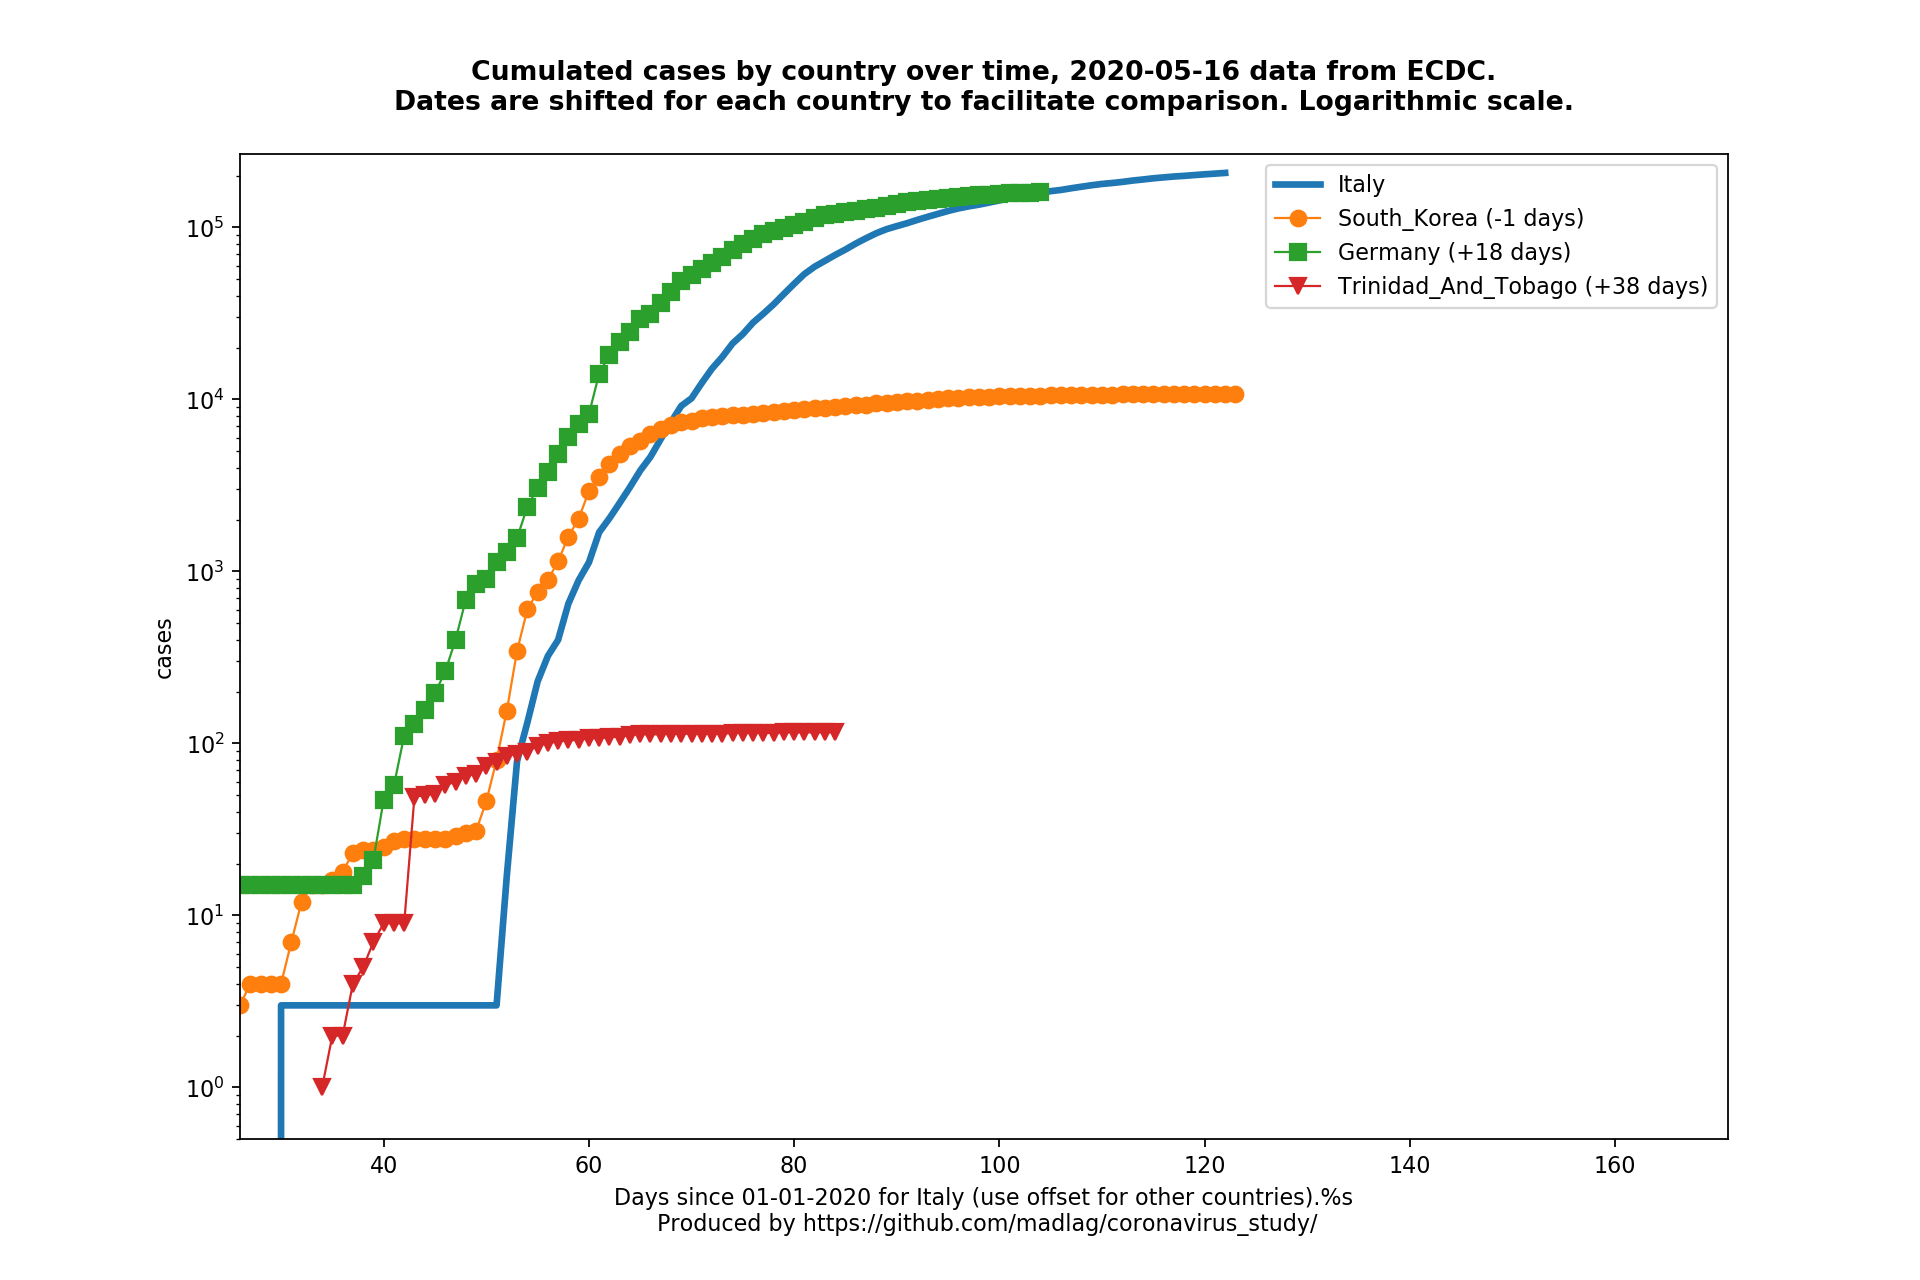 Cumulated cases by country over time, 2020-05-16 data from ECDC.
Dates are shifted for each country to facilitate comparison. Logarithmic scale.
Italy
South_Korea (-1 days)
Germany (+18 days)
Trinidad_And_Tobago (+38 days)
cases
10^5
10^4
10^3
10^2
10^1
10^0
40 60 80 100 120 140 160
Days since 01-01-2020 for Italy (use offset for other countries).%s
Produced by https://github.com/madlag/coronavirus_study/